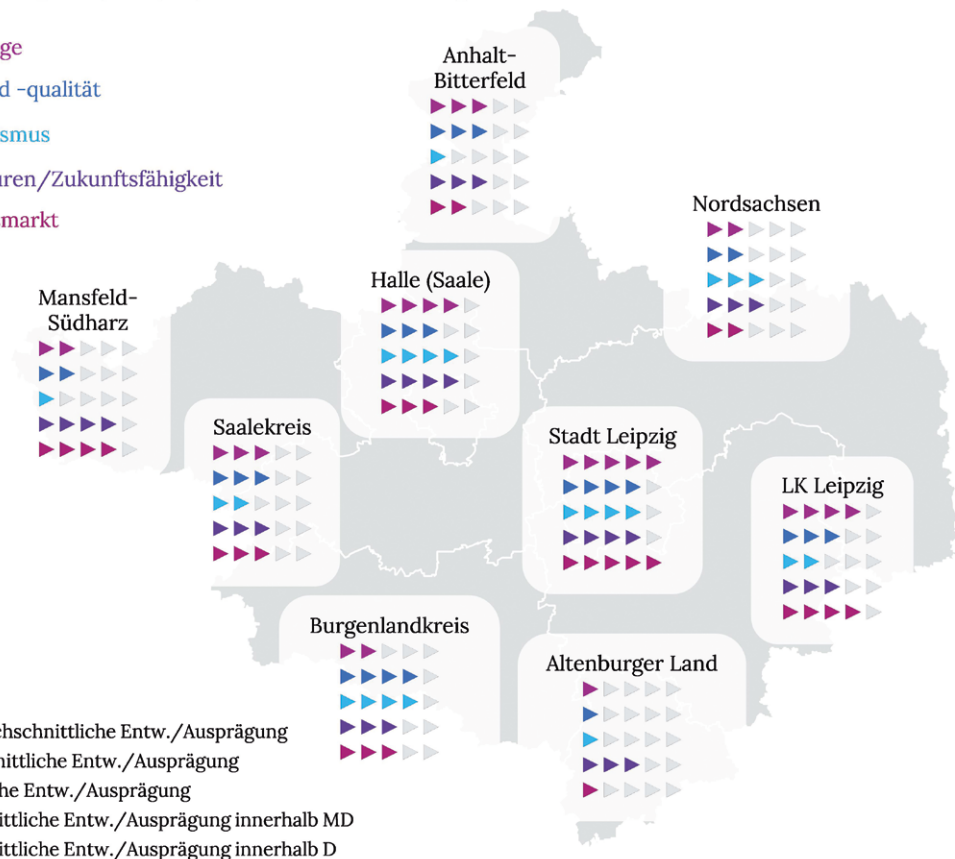 ge
d -qualität
smus
uren/Zukunftsfähigkeit
markt
Anhalt-
Bitterfeld
Nordsachsen
Halle (Saale)
Mansfeld-
Südharz
Saalekreis
Stadt Leipzig
LK Leipzig
Burgenlandkreis
Altenburger Land
chschnittliche Entw./Ausprägung
nittliche Entw./Ausprägung
he Entw./Ausprägung
ittliche Entw./Ausprägung innerhalb MD
ittliche Entw./Ausprägung innerhalb D